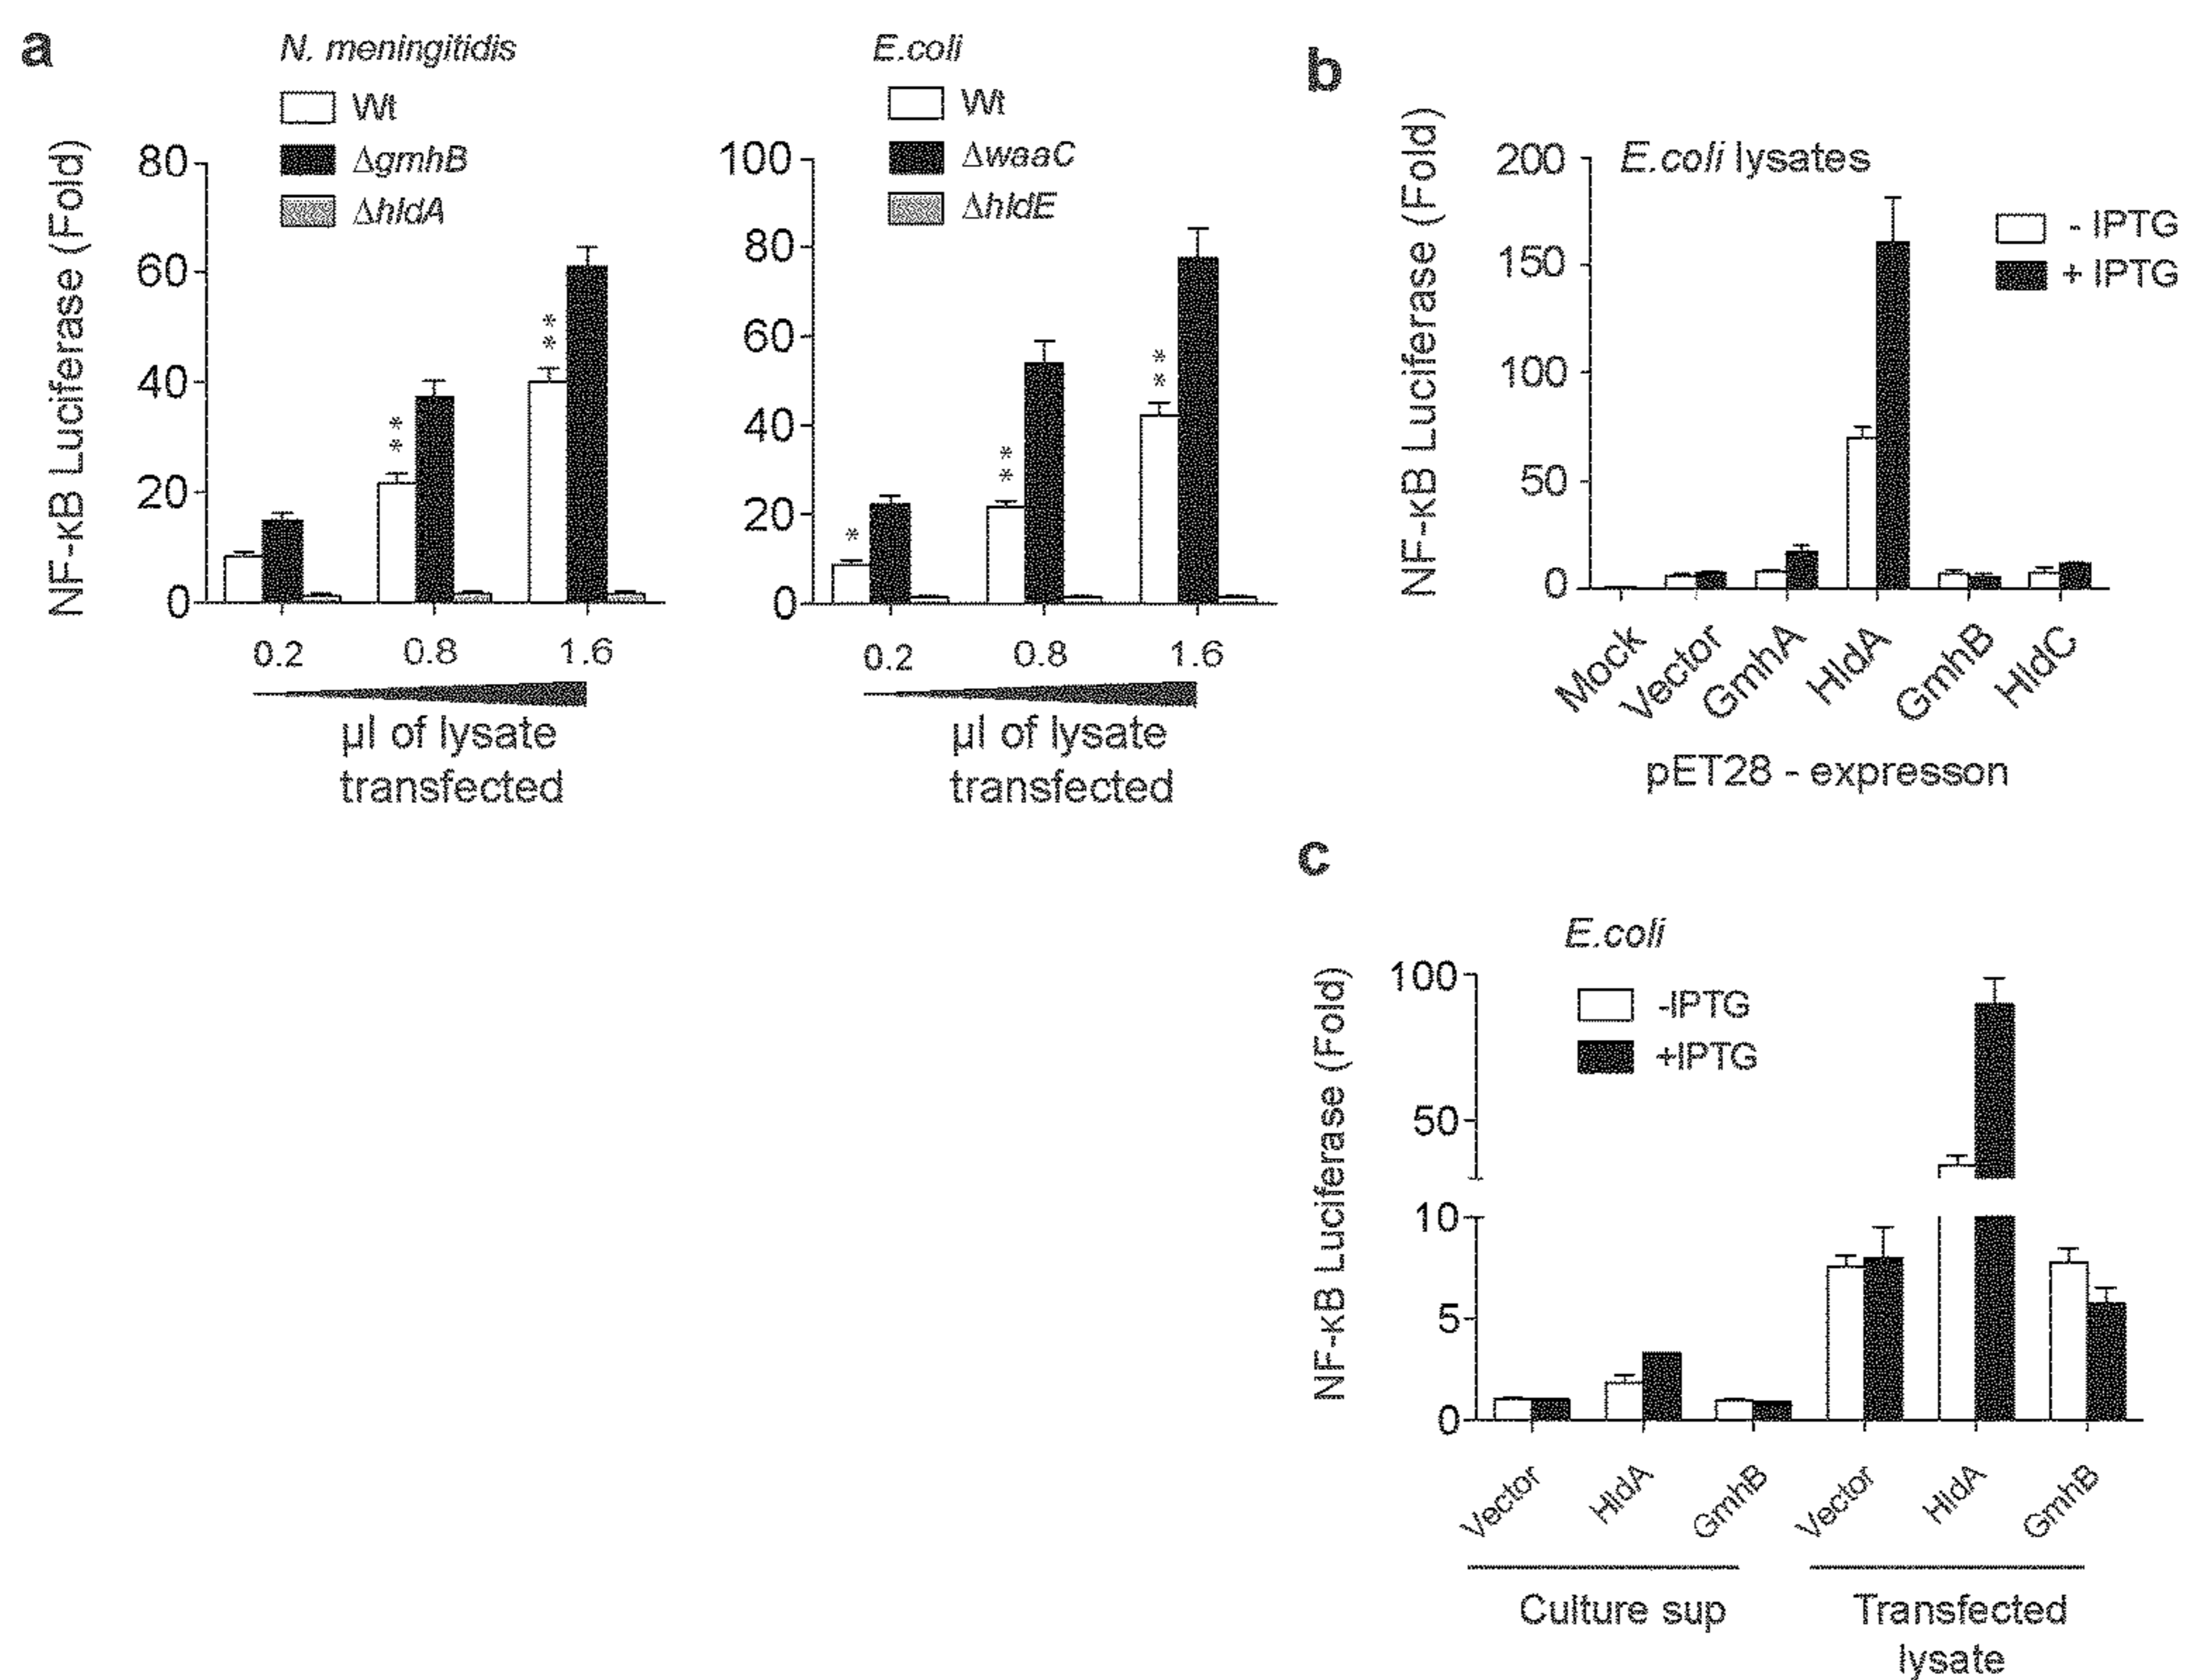 a
N. meningitidis
Wt
ΔgmhB
ΔhldA
NF-κB Luciferase (Fold)
80
60
40
20
0
**
**
0.2 0.8 1.6
µl of lysate
transfected
E.coli
Wt
ΔwaaC
ΔhldE
100
80
60
40
20
0
*
**
**
0.2 0.8 1.6
µl of lysate
transfected
b
NF-κB Luciferase (Fold)
E.coli lysates
- IPTG
+ IPTG
200
150
100
50
0
Mock
Vector
GmhA
HldA
GmhB
HldC
pET28 - expresson
c
E.coli
-IPTG
+IPTG
NF-κB Luciferase (Fold)
100
50
10
5
0
Vector
HldA
GmhB
Vector
HldA
GmhB
Culture sup
Transfected
lysate